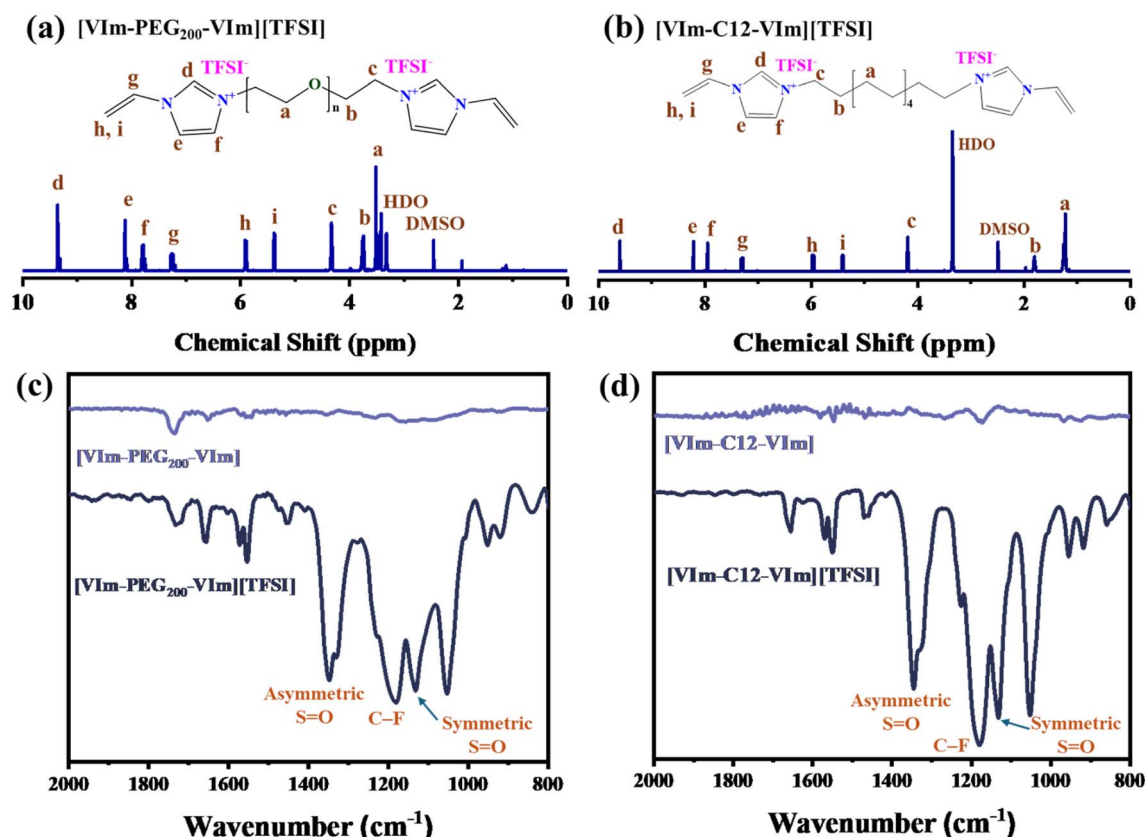 (a) [VIm-PEG₂₀₀-VIm][TFSI]
TFSI⁻ TFSI⁻
g d c
N N⁺ O n N⁺ N
h, i a b
e f
d e f g h i c b a HDO DMSO
10 8 6 4 2 0
Chemical Shift (ppm)
(b) [VIm-C12-VIm][TFSI]
TFSI⁻ TFSI⁻
g d c a
N N⁺ 4 N⁺ N
h, i b
e f
HDO
d e f g h i c DMSO b a
10 8 6 4 2 0
Chemical Shift (ppm)
(c)
[VIm-PEG₂₀₀-VIm]
[VIm-PEG₂₀₀-VIm][TFSI]
Asymmetric
S=O
C–F
Symmetric
S=O
2000 1800 1600 1400 1200 1000 800
Wavenumber (cm⁻¹)
(d)
[VIm-C12-VIm]
[VIm-C12-VIm][TFSI]
Asymmetric
S=O
C–F
Symmetric
S=O
2000 1800 1600 1400 1200 1000 800
Wavenumber (cm⁻¹)